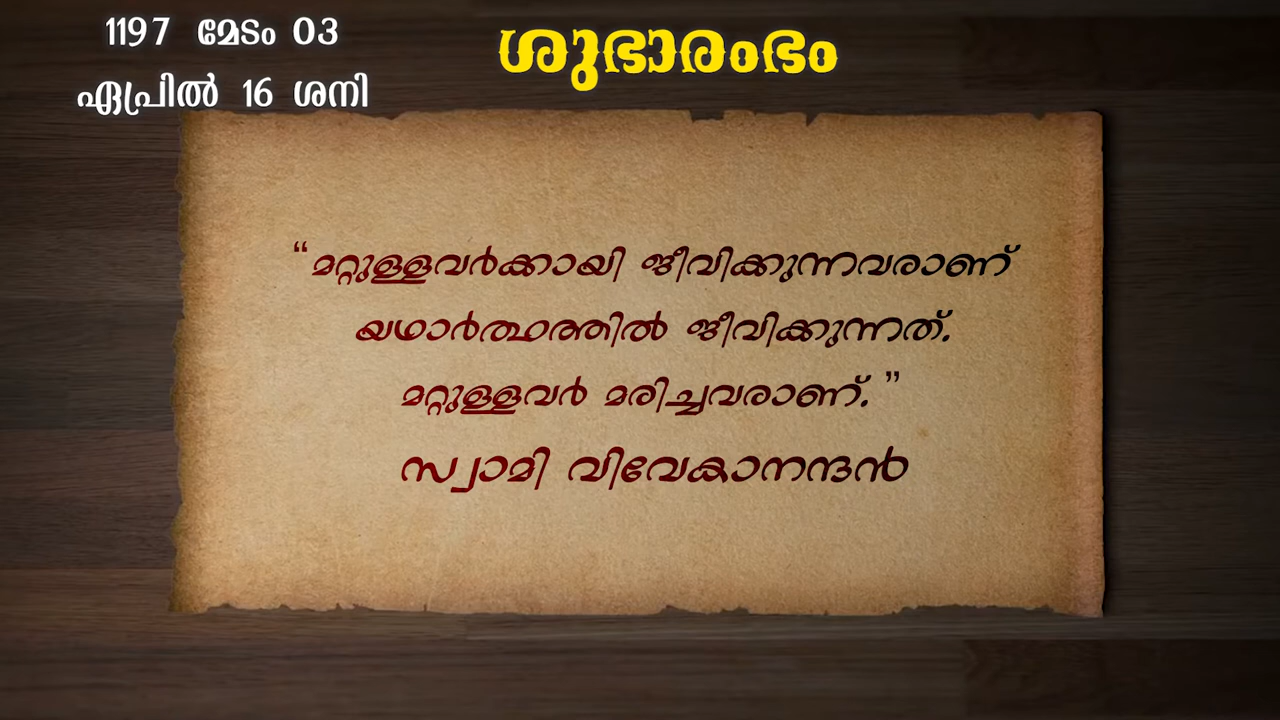 1197 മേടം 03
ഏപ്രിൽ 16 ശനി
ശുഭാരംഭം
“മറ്റുള്ളവർക്കായി ജീവിക്കുന്നവരാണ്
യഥാർത്ഥത്തിൽ ജീവിക്കുന്നത്.
മറ്റുള്ളവർ മരിച്ചവരാണ്.”
സ്വാമി വിവേകാനന്ദൻ